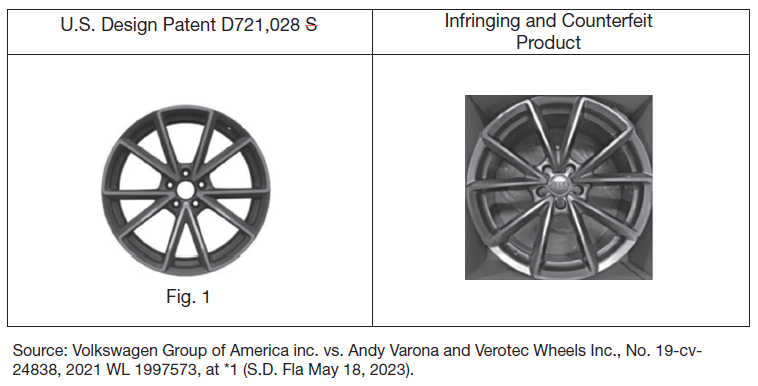 U.S. Design Patent D721,028 S
Infringing and Counterfeit
Product
Fig. 1
Source: Volkswagen Group of America inc. vs. Andy Varona and Verotec Wheels Inc., No. 19-cv-
24838, 2021 WL 1997573, at *1 (S.D. Fla May 18, 2023).